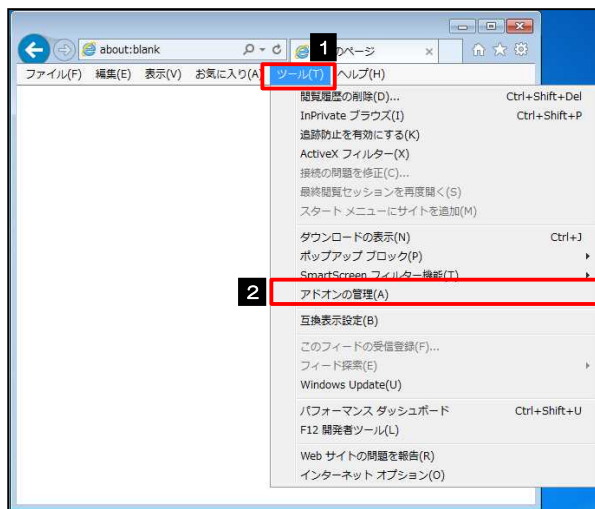 about:blank
1
のページ
ファイル(F) 編集(E) 表示(V) お気に入り(A ツール(T) ヘルプ(H)
閲覧履歴の削除(D)... Ctrl+Shift+Del
InPrivate ブラウズ(I) Ctrl+Shift+P
追跡防止を有効にする(K)
ActiveX フィルター(X)
接続の問題を修正(C)...
最終閲覧セッションを再度開く(S)
スタート メニューにサイトを追加(M)
ダウンロードの表示(N) Ctrl+J
ポップアップ ブロック(P)
SmartScreen フィルター機能(T)
2 アドオンの管理(A)
互換表示設定(B)
このフィードの受信登録(F)...
フィード探索(E)
Windows Update(U)
パフォーマンス ダッシュボード Ctrl+Shift+U
F12 開発者ツール(L)
Web サイトの問題を報告(R)
インターネット オプション(O)